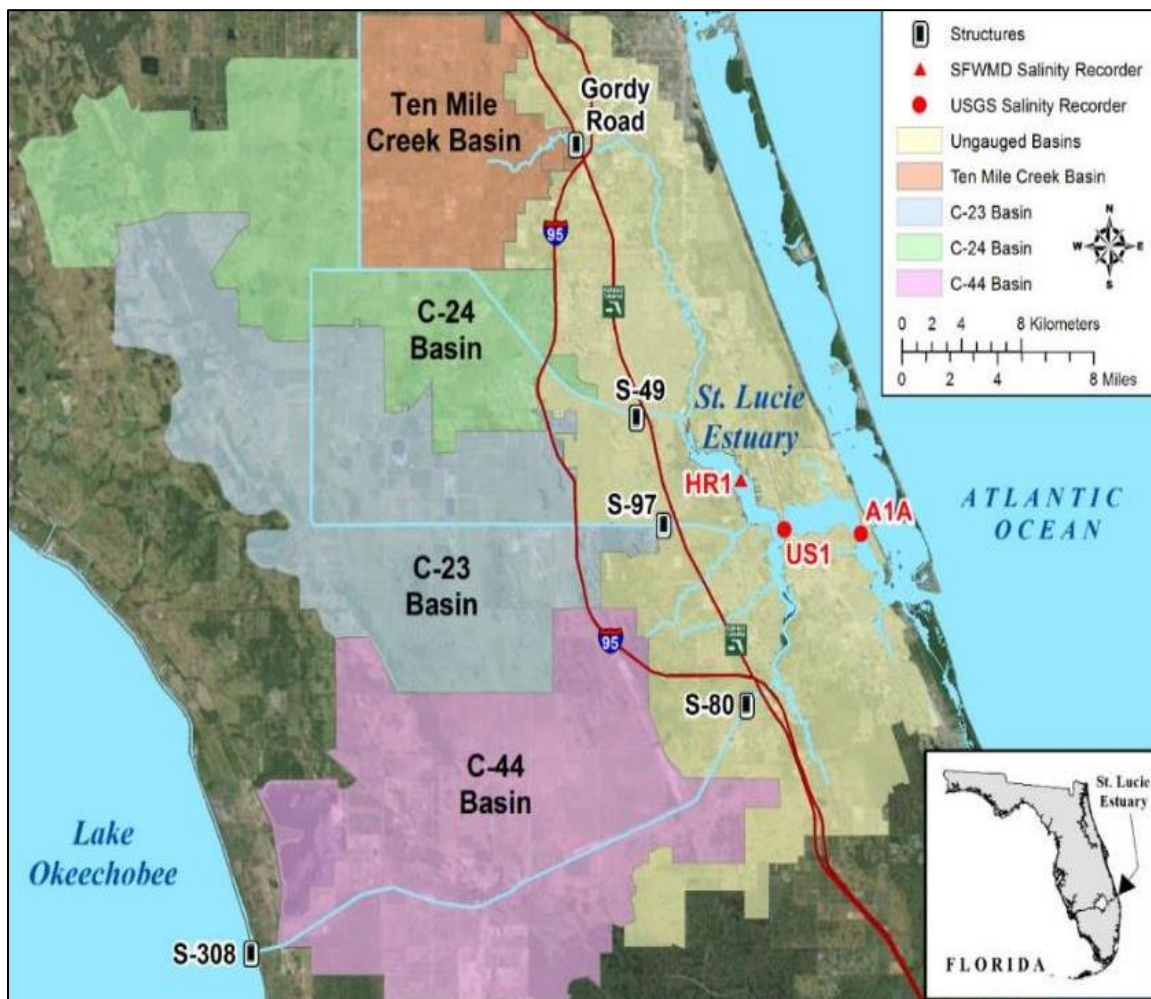 Structures
SFWMD Salinity Recorder
USGS Salinity Recorder
Ungauged Basins
Ten Mile Creek Basin
C-23 Basin
C-24 Basin
C-44 Basin
N
W E
S
0 2 4 8 Kilometers
0 2 4 8 Miles
Ten Mile
Creek Basin
Gordy
Road
95
C-24
Basin
S-49
St. Lucie
Estuary
HR1
S-97
A1A
US1
ATLANTIC
OCEAN
C-23
Basin
95
S-80
C-44
Basin
Lake
Okeechobee
S-308
St. Lucie
Estuary
FLORIDA